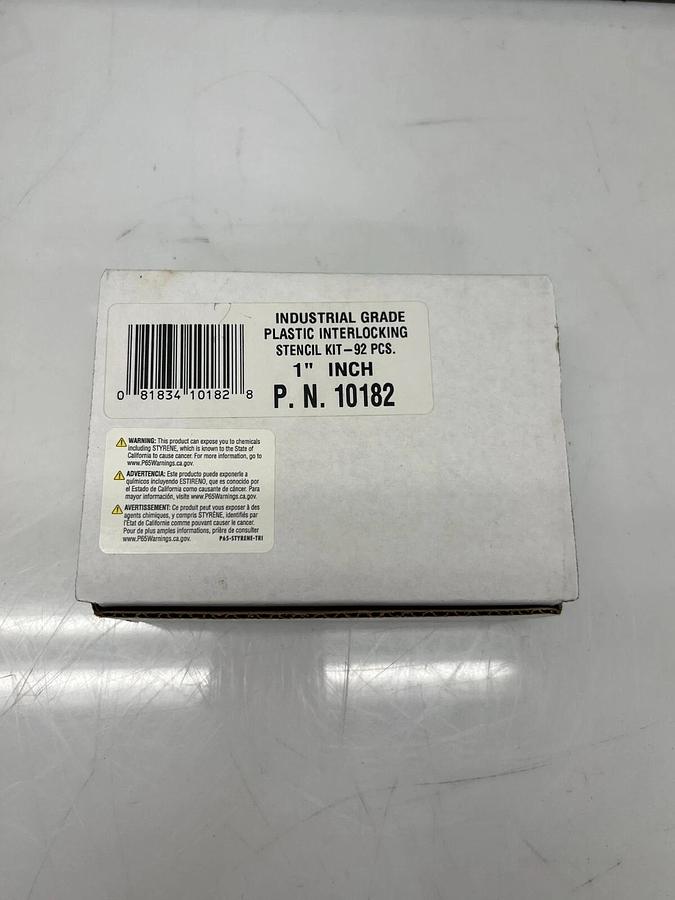 INDUSTRIAL GRADE
PLASTIC INTERLOCKING
STENCIL KIT—92 PCS.
1" INCH
P. N. 10182
0 81834 10182 8
WARNING: This product can expose you to chemicals
including STYRENE, which is known to the State of
California to cause cancer. For more information, go to
www.P65Warnings.ca.gov.
ADVERTENCIA: Este producto puede exponerle a
químicos incluyendo ESTIRENO, que es conocido por
el Estado de California como causante de cáncer. Para
mayor información, visite www.P65Warnings.ca.gov.
AVERTISSEMENT: Ce produit peut vous exposer à des
agents chimiques, y compris STYRÈNE, identifiés par
l'État de Californie comme pouvant causer le cancer.
Pour de plus amples informations, prière de consulter
www.P65Warnings.ca.gov. P65-STYRENE-TRI